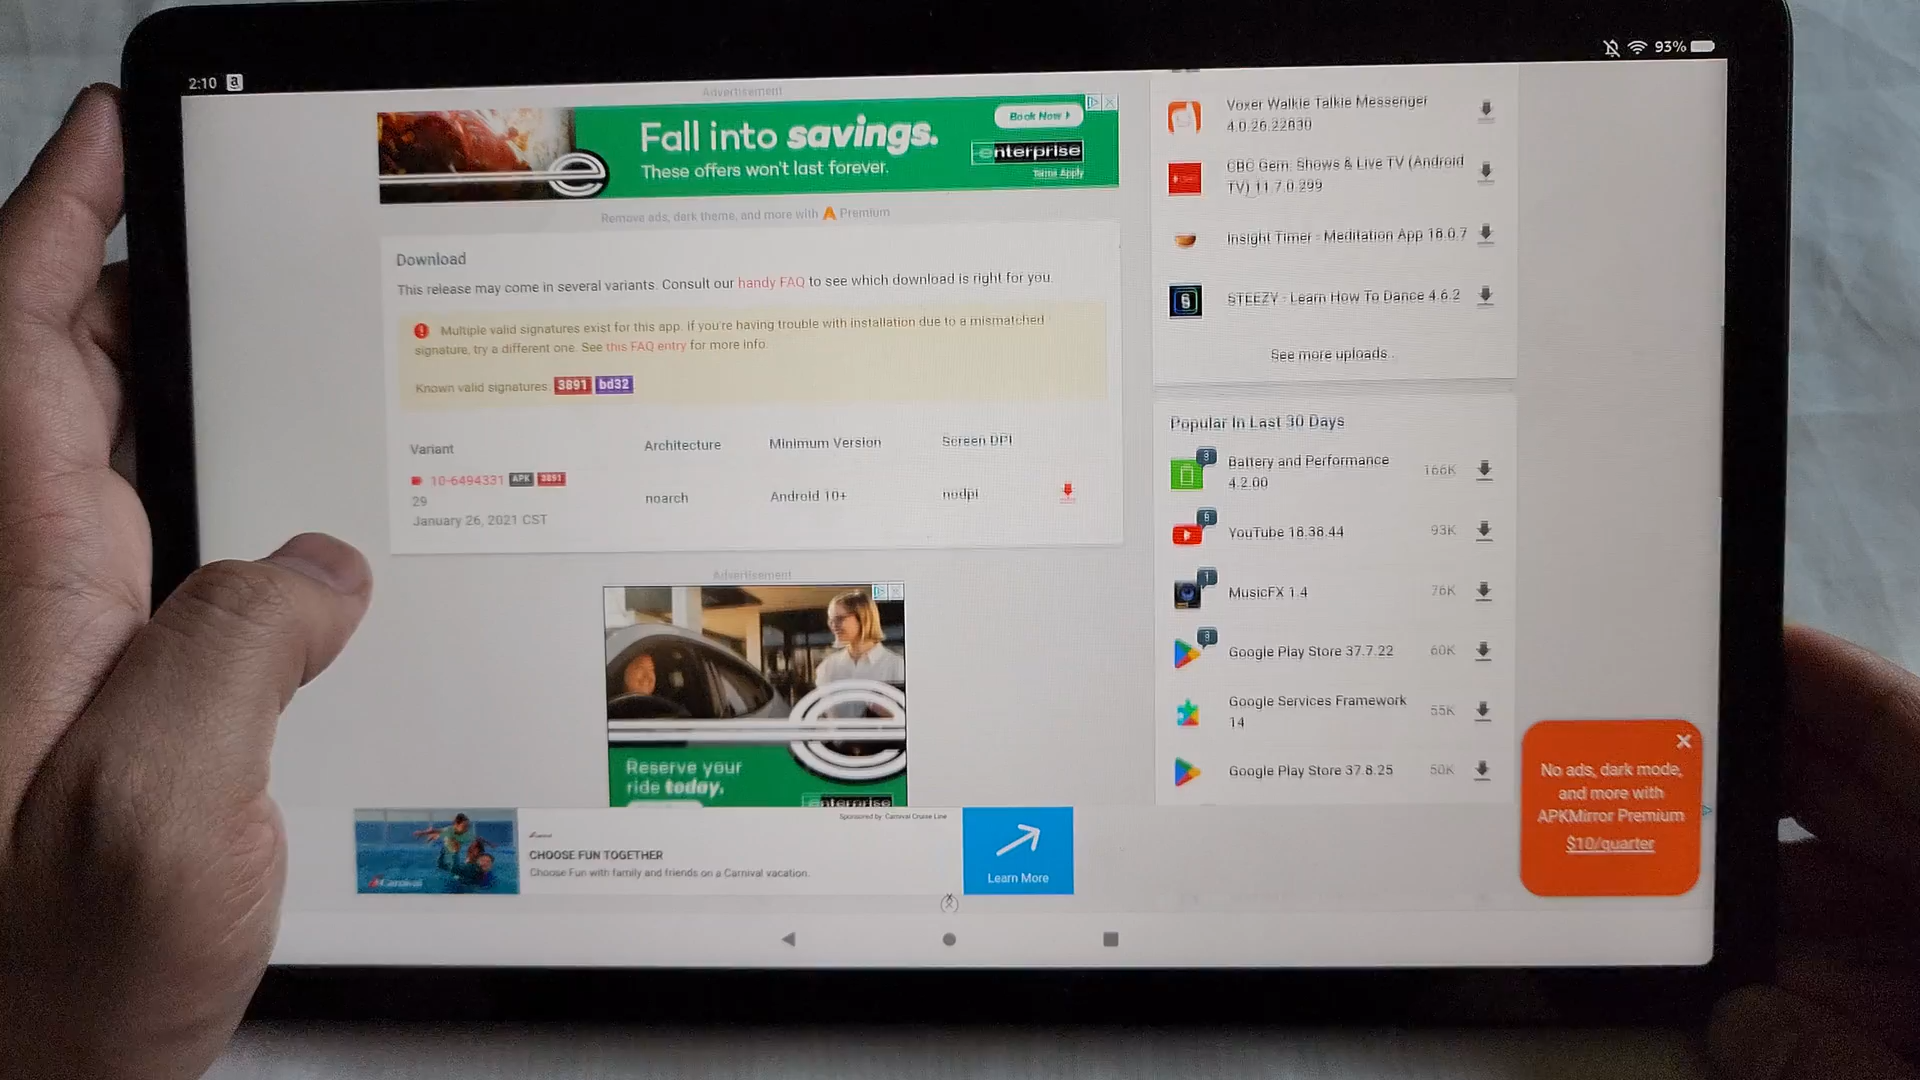 2:10
93%
Advertisement
Fall into savings.
These offers won't last forever.
Book Now
enterprise
Terms Apply
Remove ads, dark theme, and more with Premium
Download
This release may come in several variants. Consult our handy FAQ to see which download is right for you.
Multiple valid signatures exist for this app. If you're having trouble with installation due to a mismatched
signature, try a different one. See this FAQ entry for more info.
Known valid signatures: 3891 bd32
Variant Architecture Minimum Version Screen DPI
10-6494331 APK 3891
29
January 26, 2021 CST
noarch Android 10+ nodpi
Advertisement
Reserve your
ride today.
enterprise
Sponsored by: Carnival Cruise Line
Carnival
CHOOSE FUN TOGETHER
Choose Fun with family and friends on a Carnival vacation.
Learn More
Voxer Walkie Talkie Messenger
4.0.26.22830
CBC Gem: Shows & Live TV (Android
TV) 11.7.0.299
Insight Timer - Meditation App 18.0.7
STEEZY - Learn How To Dance 4.6.2
See more uploads...
Popular In Last 30 Days
3
Battery and Performance
4.2.00
166K
YouTube 18.38.44
93K
1
MusicFX 1.4
76K
3
Google Play Store 37.7.22
60K
Google Services Framework
14
55K
Google Play Store 37.8.25
50K
No ads, dark mode,
and more with
APKMirror Premium
$10/quarter